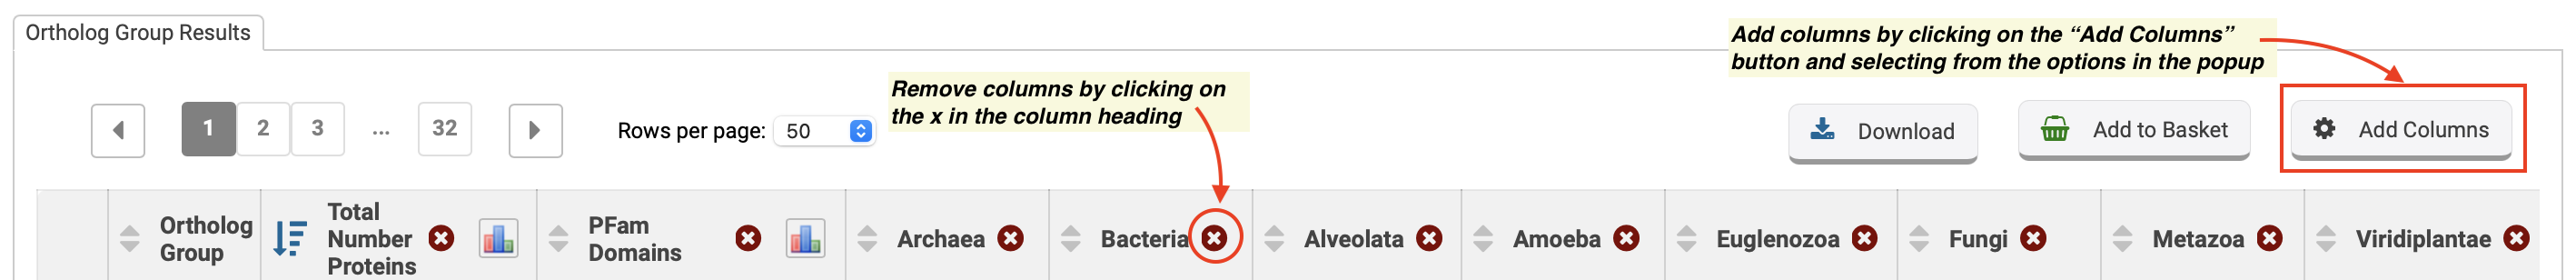 Ortholog Group Results
Add columns by clicking on the “Add Columns”
button and selecting from the options in the popup
Remove columns by clicking on
the x in the column heading
1 2 3 ... 32
Rows per page: 50
Download
Add to Basket
Add Columns
Ortholog
Group
Total
Number
Proteins
PFam
Domains
Archaea
Bacteria
Alveolata
Amoeba
Euglenozoa
Fungi
Metazoa
Viridiplantae